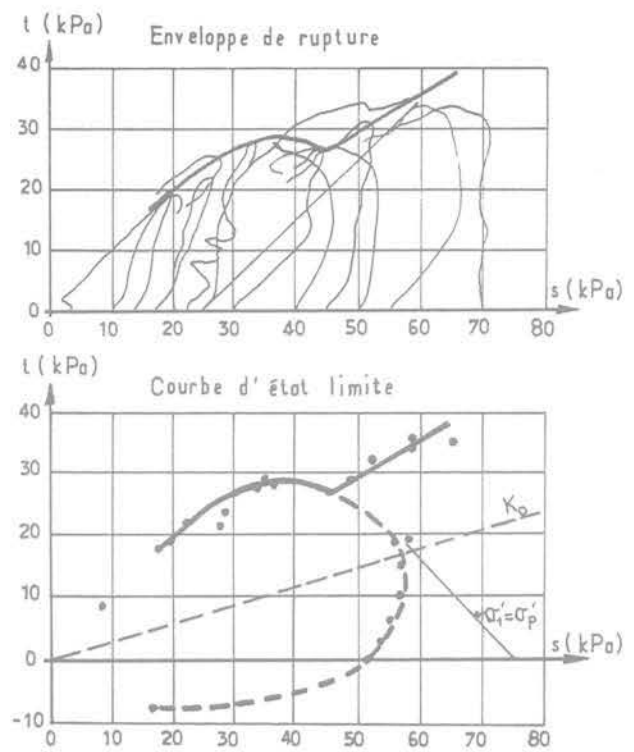 t (kPa)
Enveloppe de rupture
40
30
20
10
0
s (kPa)
0 10 20 30 40 50 60 70 80
t (kPa)
Courbe d' état limite
40
30
20
10
0
-10
K₀
σ₁'=σp'
s (kPa)
0 10 20 30 40 50 60 70 80